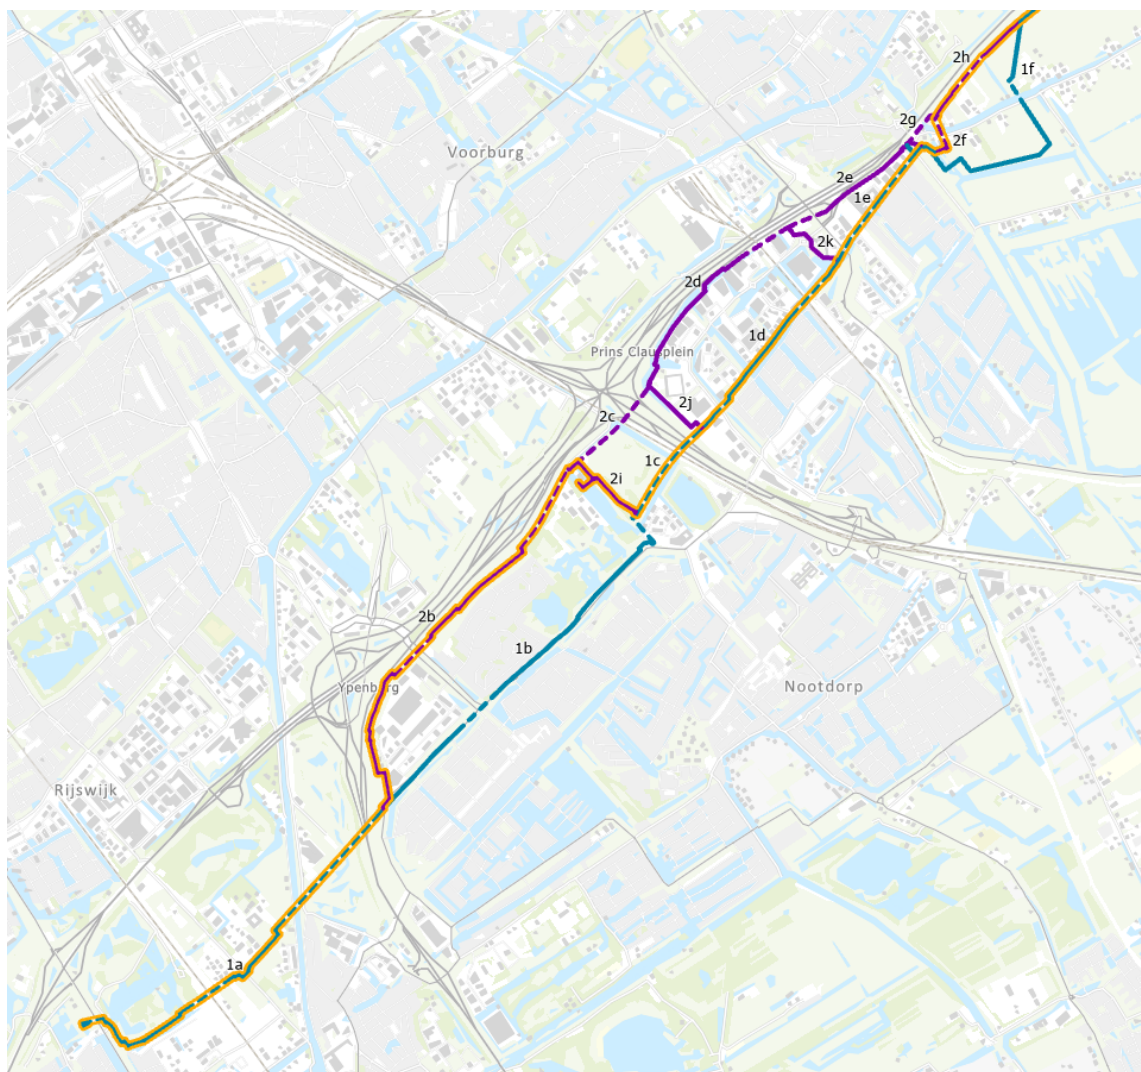 2h
1f
2g
2f
Voorburg
2e
1e
2k
2d
1d
Prins Clausplein
2j
2c
1c
2i
2b
1b
Ypenburg
Nootdorp
Rijswijk
1a